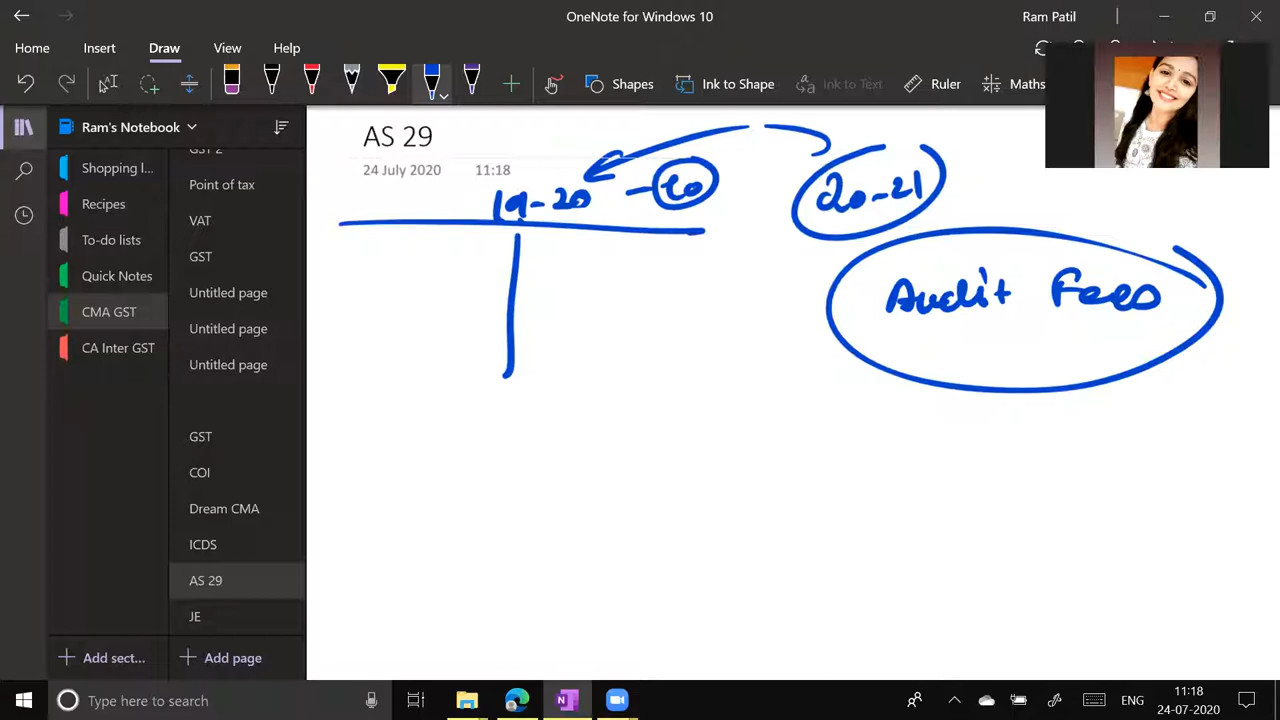 OneNote for Windows 10
Ram Patil
Home Insert Draw View Help
Shapes Ink to Shape Ink to Text Ruler Maths
Ram's Notebook
Shopping l...
Recipes
To-do lists
Quick Notes
CMA GST
CA Inter GST
Add sect...
GST 2
Point of tax
VAT
GST
Untitled page
Untitled page
Untitled page
GST
COI
Dream CMA
ICDS
AS 29
JE
Add page
AS 29
24 July 2020 11:18
19-20 - 20-21
Audit Fees
Type here to search
ENG
11:18
24-07-2020